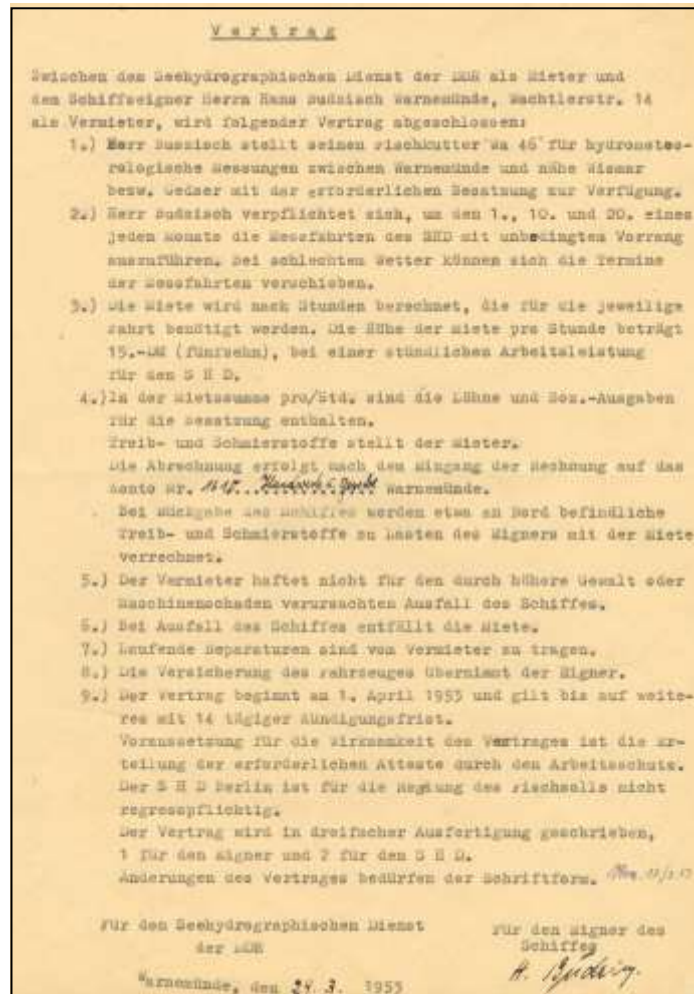 Vertrag
Zwischen dem Seehydrographischen Dienst der DDR als Mieter und
dem Schiffseigner Herrn Hans Budzisch Warnemünde, Wachtlerstr. 14
als Vermieter, wird folgender Vertrag abgeschlossen:
1.) Herr Budzisch stellt seinen Fischkutter Wa 46 für hydrometeo-
rologische Messungen zwischen Warnemünde und nähe Wismar
bezw. Gedser mit der erforderlichen Besatzung zur Verfügung.
2.) Herr Budzisch verpflichtet sich, um den 1., 10. und 20. eines
jeden Monats die Messfahrten des SHD mit unbedingten Vorrang
auszuführen. Bei schlechten Wetter können sich die Termine
der Messfahrten verschieben.
3.) Die Miete wird nach Stunden berechnet, die für die jeweilige
Fahrt benötigt werden. Die Höhe der Miete pro Stunde beträgt
15.-DM (fünfzehn), bei einer stündlichen Arbeitsleistung
für den S H D.
4.) In der Mietssumme pro/Std. sind die Löhne und Soz.-Ausgaben
für die Besatzung enthalten.
Treib- und Schmierstoffe stellt der Mieter.
Die Abrechnung erfolgt nach dem Eingang der Rechnung auf das
Konto Nr. Warnemünde.
Bei Rückgabe des Schiffes werden etwa an Bord befindliche
Treib- und Schmierstoffe zu Lasten des Eigners mit der Miete
verrechnet.
5.) Der Vermieter haftet nicht für den durch höhere Gewalt oder
Maschinenschaden verursachten Ausfall des Schiffes.
6.) Bei Ausfall des Schiffes entfällt die Miete.
7.) Laufende Reparaturen sind vom Vermieter zu tragen.
8.) Die Versicherung des Fahrzeuges übernimmt der Eigner.
9.) Der Vertrag beginnt am 1. April 1953 und gilt bis auf weite-
res mit 14 tägiger Kündigungsfrist.
Voraussetzung für die Wirksamkeit des Vertrages ist die Er-
teilung der erforderlichen Atteste durch den Arbeitsschutz.
Der S H D Berlin ist für die des nicht
regresspflichtig.
Der Vertrag wird in dreifacher Ausfertigung geschrieben,
1 für den Eigner und 2 für den S H D.
Änderungen des Vertrages bedürfen der Schriftform.
Für den Seehydrographischen Dienst
der DDR
Für den Eigner des
Schiffes
Warnemünde, den 24. 3. 1953